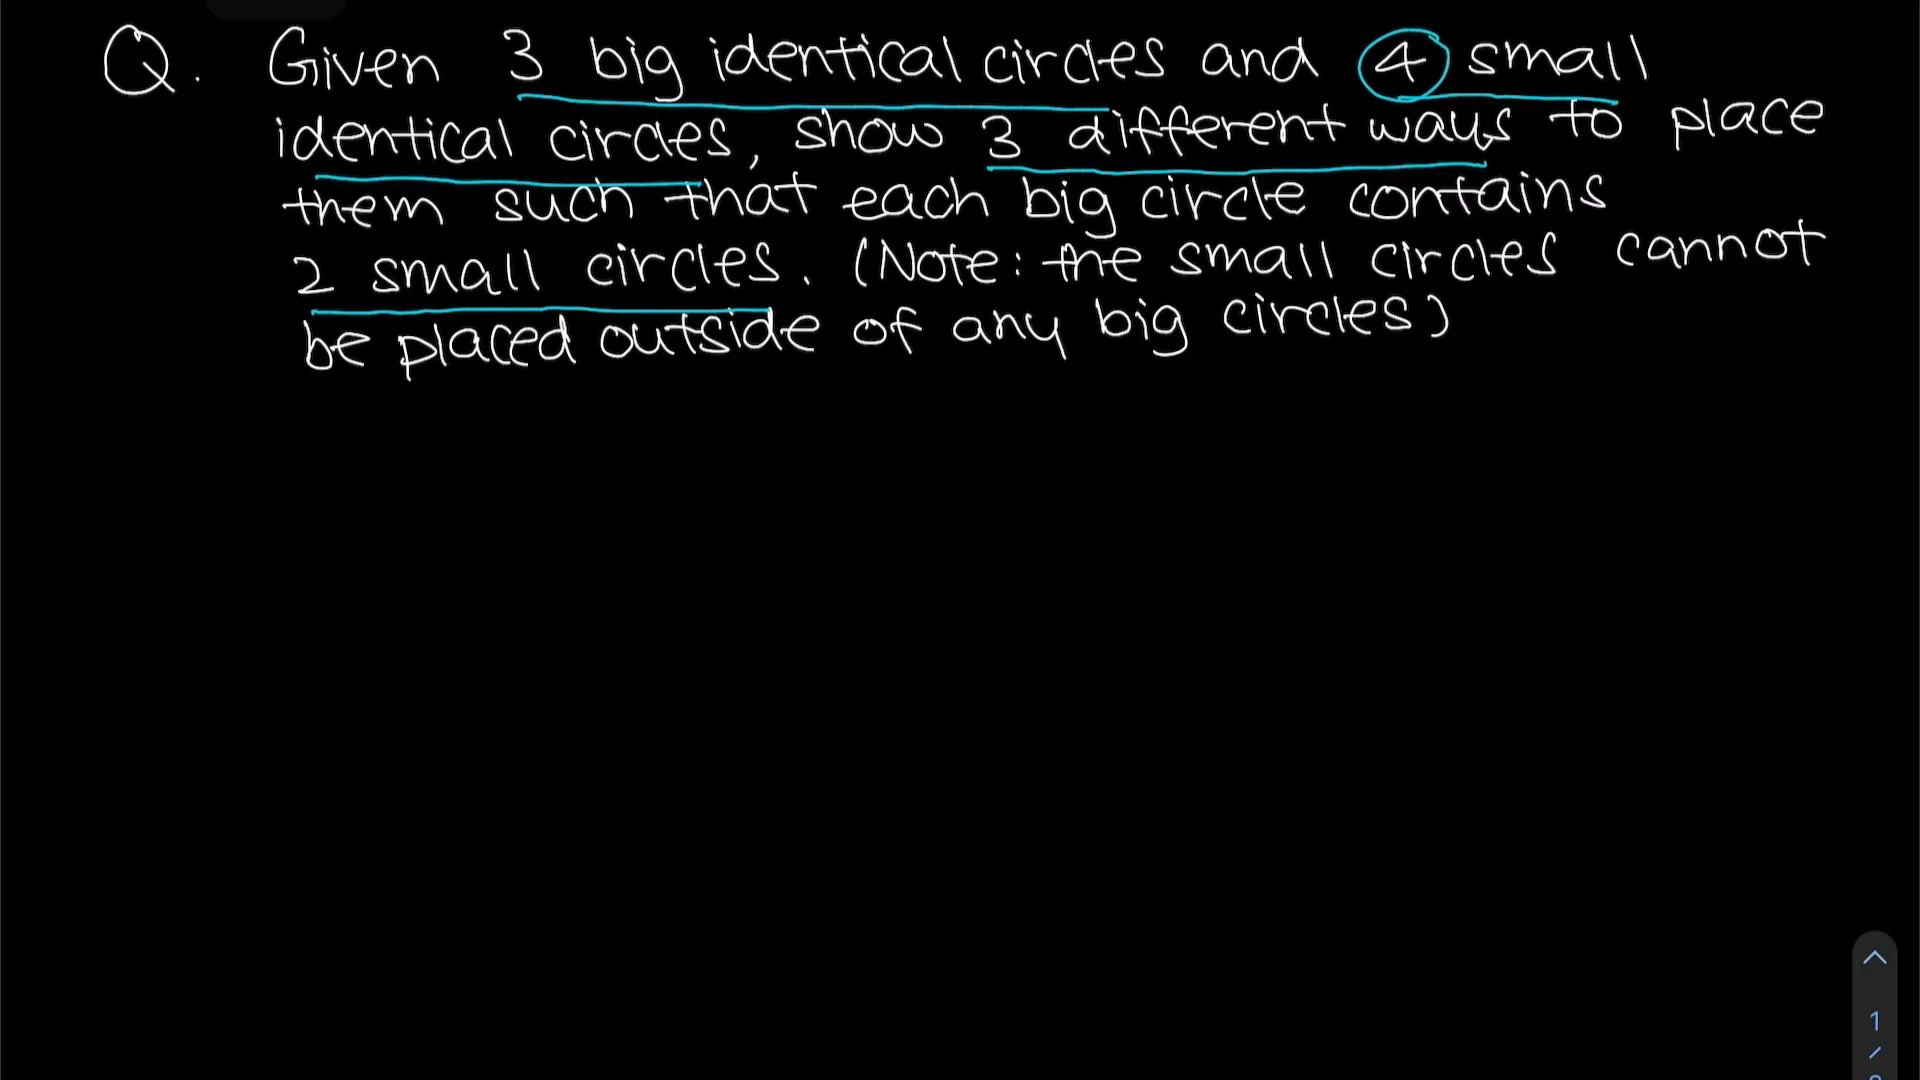 Q. Given 3 big identical circles and 4 small
identical circles, show 3 different ways to place
them such that each big circle contains
2 small circles. (Note: the small circles cannot
be placed outside of any big circles)
1
/